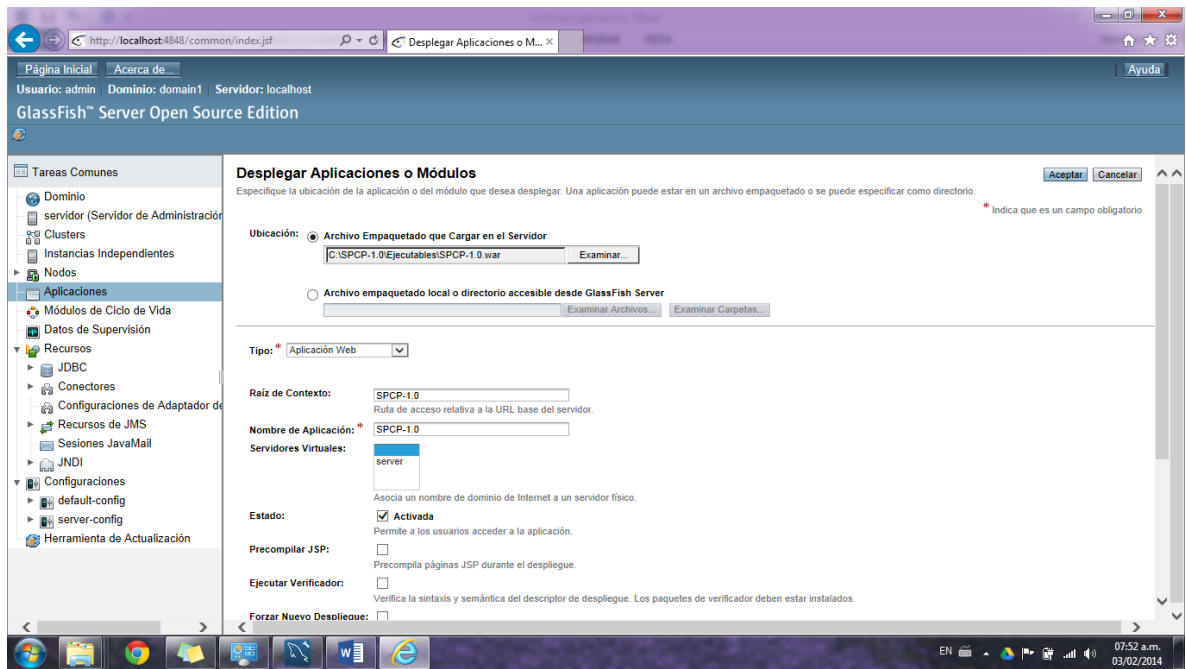 http://localhost:4848/common/index.jsf
Desplegar Aplicaciones o M...
Página Inicial Acerca de... Ayuda
Usuario: admin Dominio: domain1 Servidor: localhost
GlassFish™ Server Open Source Edition
Tareas Comunes
Dominio
servidor (Servidor de Administración
Clusters
Instancias Independientes
Nodos
Aplicaciones
Módulos de Ciclo de Vida
Datos de Supervisión
Recursos
JDBC
Conectores
Configuraciones de Adaptador de
Recursos de JMS
Sesiones JavaMail
JNDI
Configuraciones
default-config
server-config
Herramienta de Actualización
Desplegar Aplicaciones o Módulos
Aceptar Cancelar
Especifique la ubicación de la aplicación o del módulo que desea desplegar. Una aplicación puede estar en un archivo empaquetado o se puede especificar como directorio.
* Indica que es un campo obligatorio
Ubicación: Archivo Empaquetado que Cargar en el Servidor
C:\SPCP-1.0\Ejecutables\SPCP-1.0.war Examinar...
Archivo empaquetado local o directorio accesible desde GlassFish Server
Examinar Archivos... Examinar Carpetas...
Tipo: * Aplicación Web
Raíz de Contexto: SPCP-1.0
Ruta de acceso relativa a la URL base del servidor.
Nombre de Aplicación: * SPCP-1.0
Servidores Virtuales:
server
Asocia un nombre de dominio de Internet a un servidor físico.
Estado: Activada
Permite a los usuarios acceder a la aplicación.
Precompilar JSP:
Precompila páginas JSP durante el despliegue.
Ejecutar Verificador:
Verifica la sintaxis y semántica del descriptor de despliegue. Los paquetes de verificador deben estar instalados.
Forzar Nuevo Despliegue:
EN 07:52 a.m.
03/02/2014